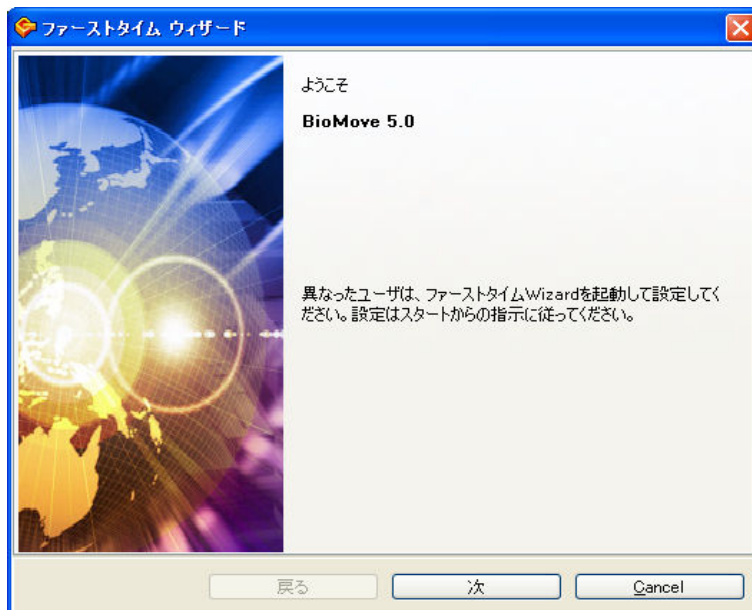 ファーストタイム ウィザード
ようこそ
BioMove 5.0
異なったユーザは、ファーストタイムWizardを起動して設定してく
ださい。設定はスタートからの指示に従ってください。
戻る
次
Cancel